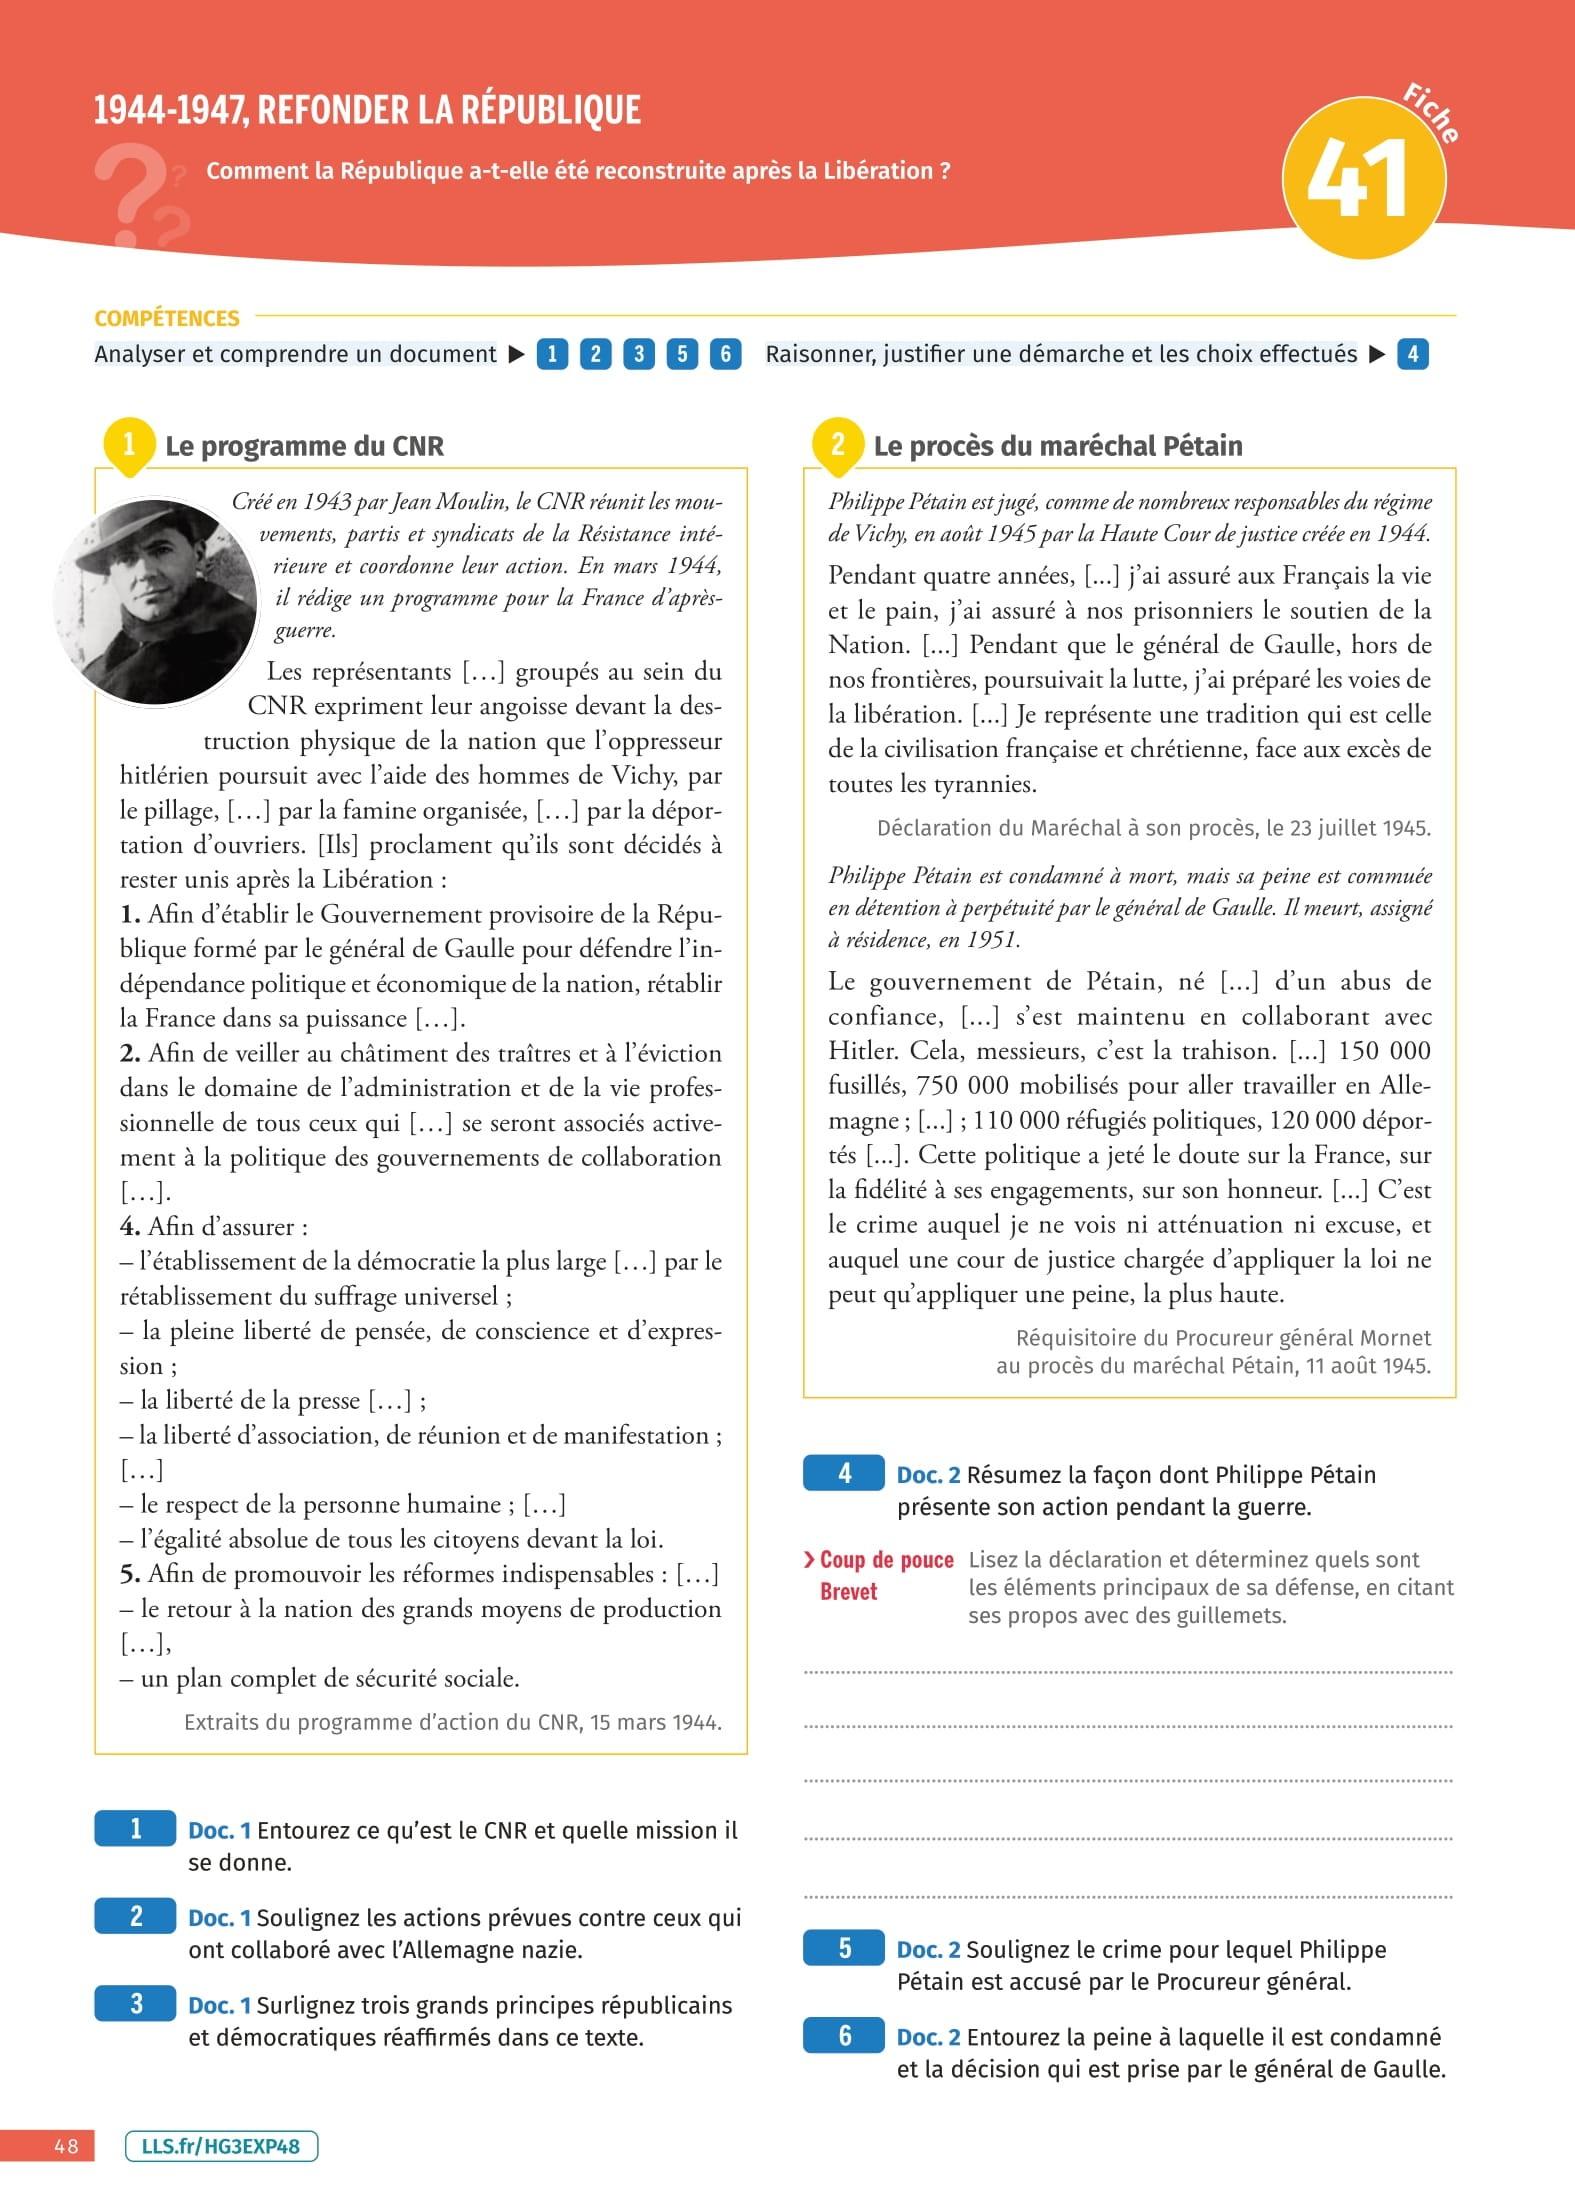 1944-1947, REFONDER LA RÉPUBLIQUE
Comment la République a-t-elle été reconstruite après la Libération ?
Fiche
41
COMPÉTENCES
Analyser et comprendre un document ▶ 1 2 3 5 6 Raisonner, justifier une démarche et les choix effectués ▶ 4
1 Le programme du CNR
Créé en 1943 par Jean Moulin, le CNR réunit les mou-
vements, partis et syndicats de la Résistance inté-
rieure et coordonne leur action. En mars 1944,
il rédige un programme pour la France d'après-
guerre.
Les représentants […] groupés au sein du
CNR expriment leur angoisse devant la des-
truction physique de la nation que l'oppresseur
hitlérien poursuit avec l'aide des hommes de Vichy, par
le pillage, […] par la famine organisée, […] par la dépor-
tation d'ouvriers. [Ils] proclament qu'ils sont décidés à
rester unis après la Libération :
1. Afin d'établir le Gouvernement provisoire de la Répu-
blique formé par le général de Gaulle pour défendre l'in-
dépendance politique et économique de la nation, rétablir
la France dans sa puissance […].
2. Afin de veiller au châtiment des traîtres et à l'éviction
dans le domaine de l'administration et de la vie profes-
sionnelle de tous ceux qui […] se seront associés active-
ment à la politique des gouvernements de collaboration
[…].
4. Afin d'assurer :
– l'établissement de la démocratie la plus large […] par le
rétablissement du suffrage universel ;
– la pleine liberté de pensée, de conscience et d'expres-
sion ;
– la liberté de la presse […] ;
– la liberté d'association, de réunion et de manifestation ;
[…]
– le respect de la personne humaine ; […]
– l'égalité absolue de tous les citoyens devant la loi.
5. Afin de promouvoir les réformes indispensables : […]
– le retour à la nation des grands moyens de production
[…],
– un plan complet de sécurité sociale.
Extraits du programme d'action du CNR, 15 mars 1944.
1 Doc. 1 Entourez ce qu'est le CNR et quelle mission il
se donne.
2 Doc. 1 Soulignez les actions prévues contre ceux qui
ont collaboré avec l'Allemagne nazie.
3 Doc. 1 Surlignez trois grands principes républicains
et démocratiques réaffirmés dans ce texte.
2 Le procès du maréchal Pétain
Philippe Pétain est jugé, comme de nombreux responsables du régime
de Vichy, en août 1945 par la Haute Cour de justice créée en 1944.
Pendant quatre années, [...] j'ai assuré aux Français la vie
et le pain, j'ai assuré à nos prisonniers le soutien de la
Nation. [...] Pendant que le général de Gaulle, hors de
nos frontières, poursuivait la lutte, j'ai préparé les voies de
la libération. [...] Je représente une tradition qui est celle
de la civilisation française et chrétienne, face aux excès de
toutes les tyrannies.
Déclaration du Maréchal à son procès, le 23 juillet 1945.
Philippe Pétain est condamné à mort, mais sa peine est commuée
en détention à perpétuité par le général de Gaulle. Il meurt, assigné
à résidence, en 1951.
Le gouvernement de Pétain, né [...] d'un abus de
confiance, [...] s'est maintenu en collaborant avec
Hitler. Cela, messieurs, c'est la trahison. [...] 150 000
fusillés, 750 000 mobilisés pour aller travailler en Alle-
magne ; [...] ; 110 000 réfugiés politiques, 120 000 dépor-
tés [...]. Cette politique a jeté le doute sur la France, sur
la fidélité à ses engagements, sur son honneur. [...] C'est
le crime auquel je ne vois ni atténuation ni excuse, et
auquel une cour de justice chargée d'appliquer la loi ne
peut qu'appliquer une peine, la plus haute.
Réquisitoire du Procureur général Mornet
au procès du maréchal Pétain, 11 août 1945.
4 Doc. 2 Résumez la façon dont Philippe Pétain
présente son action pendant la guerre.
› Coup de pouce Lisez la déclaration et déterminez quels sont
Brevet les éléments principaux de sa défense, en citant
ses propos avec des guillemets.
5 Doc. 2 Soulignez le crime pour lequel Philippe
Pétain est accusé par le Procureur général.
6 Doc. 2 Entourez la peine à laquelle il est condamné
et la décision qui est prise par le général de Gaulle.
48 LLS.fr/HG3EXP48